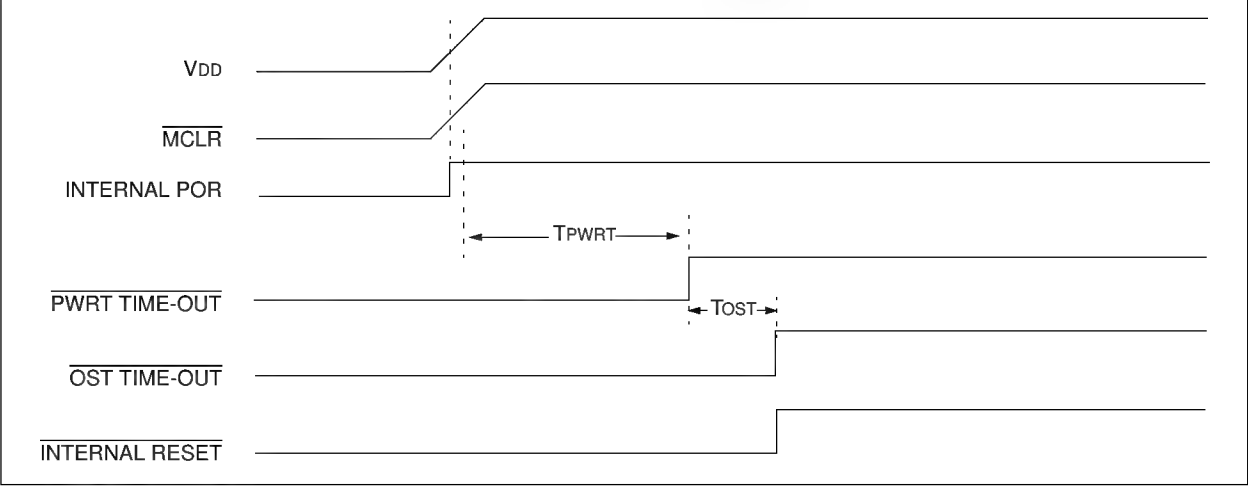 VDD
MCLR
INTERNAL POR
TPWRT
PWRT TIME-OUT
TOST
OST TIME-OUT
INTERNAL RESET